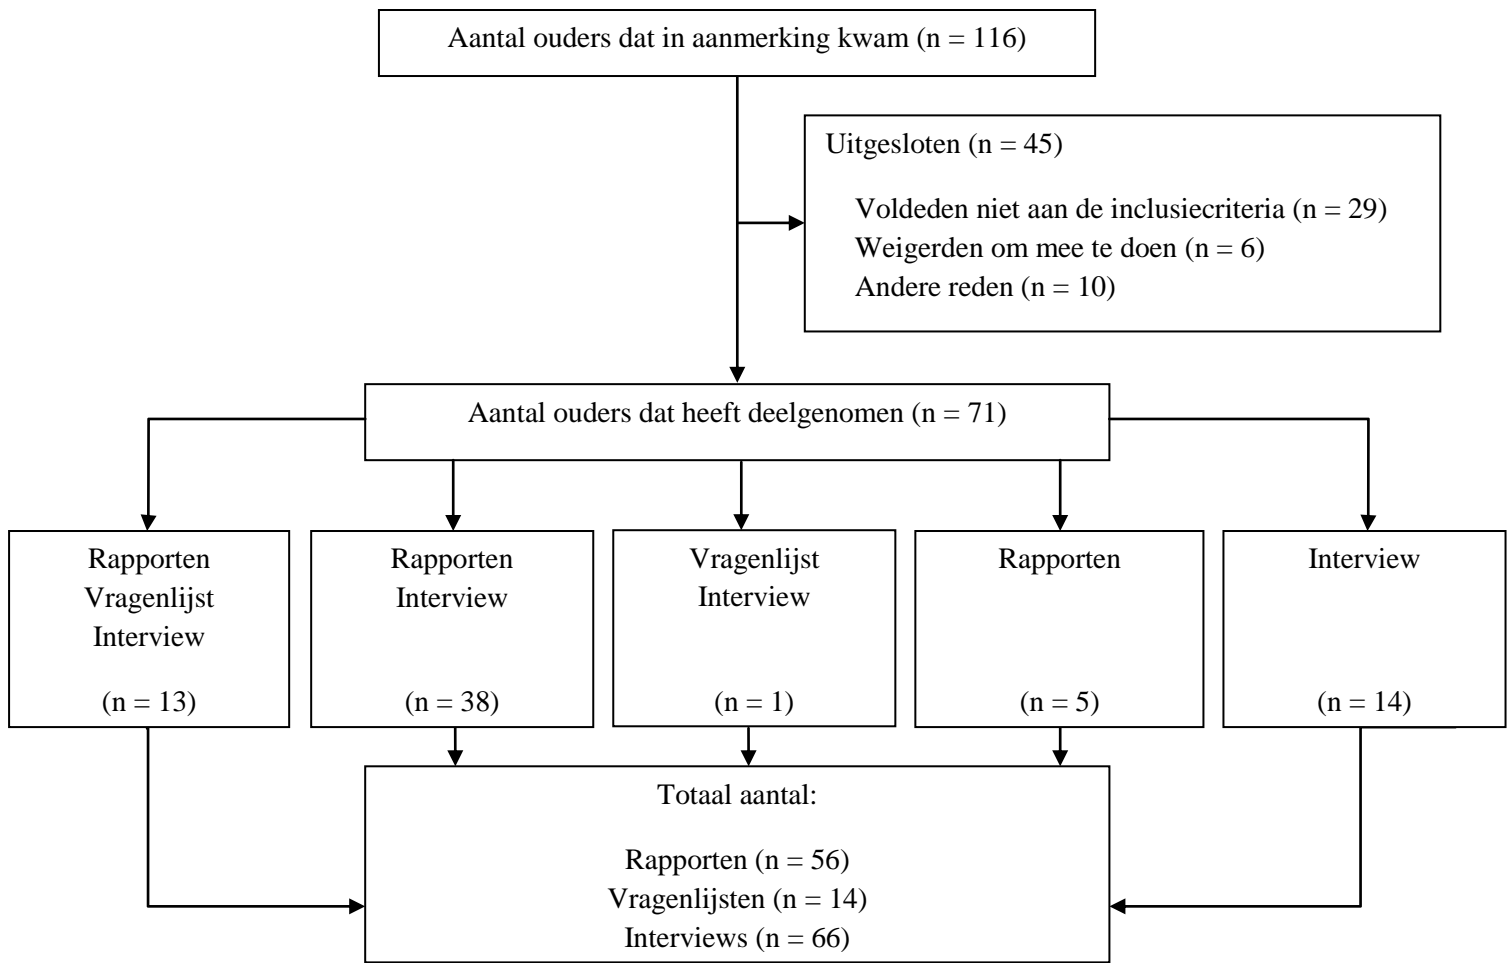 Aantal ouders dat in aanmerking kwam (n = 116)
Uitgesloten (n = 45)
Voldeden niet aan de inclusiecriteria (n = 29)
Weigerden om mee te doen (n = 6)
Andere reden (n = 10)
Aantal ouders dat heeft deelgenomen (n = 71)
Rapporten
Vragenlijst
Interview
(n = 13)
Rapporten
Interview
(n = 38)
Vragenlijst
Interview
(n = 1)
Rapporten
(n = 5)
Interview
(n = 14)
Totaal aantal:
Rapporten (n = 56)
Vragenlijsten (n = 14)
Interviews (n = 66)